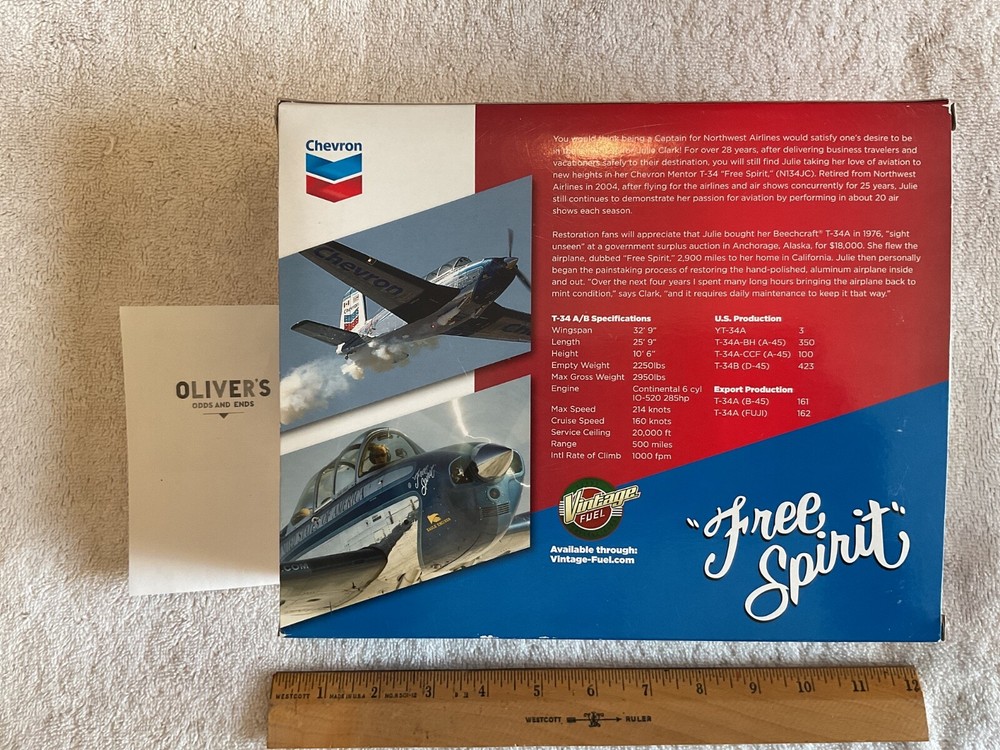 Chevron
You would think being a Captain for Northwest Airlines would satisfy one's desire to be
in the Julie Clark! For over 28 years, after delivering business travelers and
vacationers safely to their destination, you will still find Julie taking her love of aviation to
new heights in her Chevron Mentor T-34 "Free Spirit," (N134JC). Retired from Northwest
Airlines in 2004, after flying for the airlines and air shows concurrently for 25 years, Julie
still continues to demonstrate her passion for aviation by performing in about 20 air
shows each season.
Restoration fans will appreciate that Julie bought her Beechcraft® T-34A in 1976, "sight
unseen" at a government surplus auction in Anchorage, Alaska, for $18,000. She flew the
airplane, dubbed "Free Spirit," 2,900 miles to her home in California. Julie then personally
began the painstaking process of restoring the hand-polished, aluminum airplane inside
and out. "Over the next four years I spent many long hours bringing the airplane back to
mint condition," says Clark, "and it requires daily maintenance to keep it that way."
T-34 A/B Specifications
Wingspan 32' 9"
Length 25' 9"
Height 10' 6"
Empty Weight 2250lbs
Max Gross Weight 2950lbs
Engine Continental 6 cyl
IO-520 285hp
Max Speed 214 knots
Cruise Speed 160 knots
Service Ceiling 20,000 ft
Range 500 miles
Intl Rate of Climb 1000 fpm
U.S. Production
YT-34A 3
T-34A-BH (A-45) 350
T-34A-CCF (A-45) 100
T-34B (D-45) 423
Export Production
T-34A (B-45) 161
T-34A (FUJI) 162
Chevron
Chevron
Free
Spirit
.COM
OLIVER'S
ODDS AND ENDS
Vintage
FUEL
Available through:
Vintage-Fuel.com
"Free
Spirit"
WESTCOTT 1 MADE IN U.S.A. 2 3 4 5 6 7 8 9 10 11 12
WESTCOTT RULER